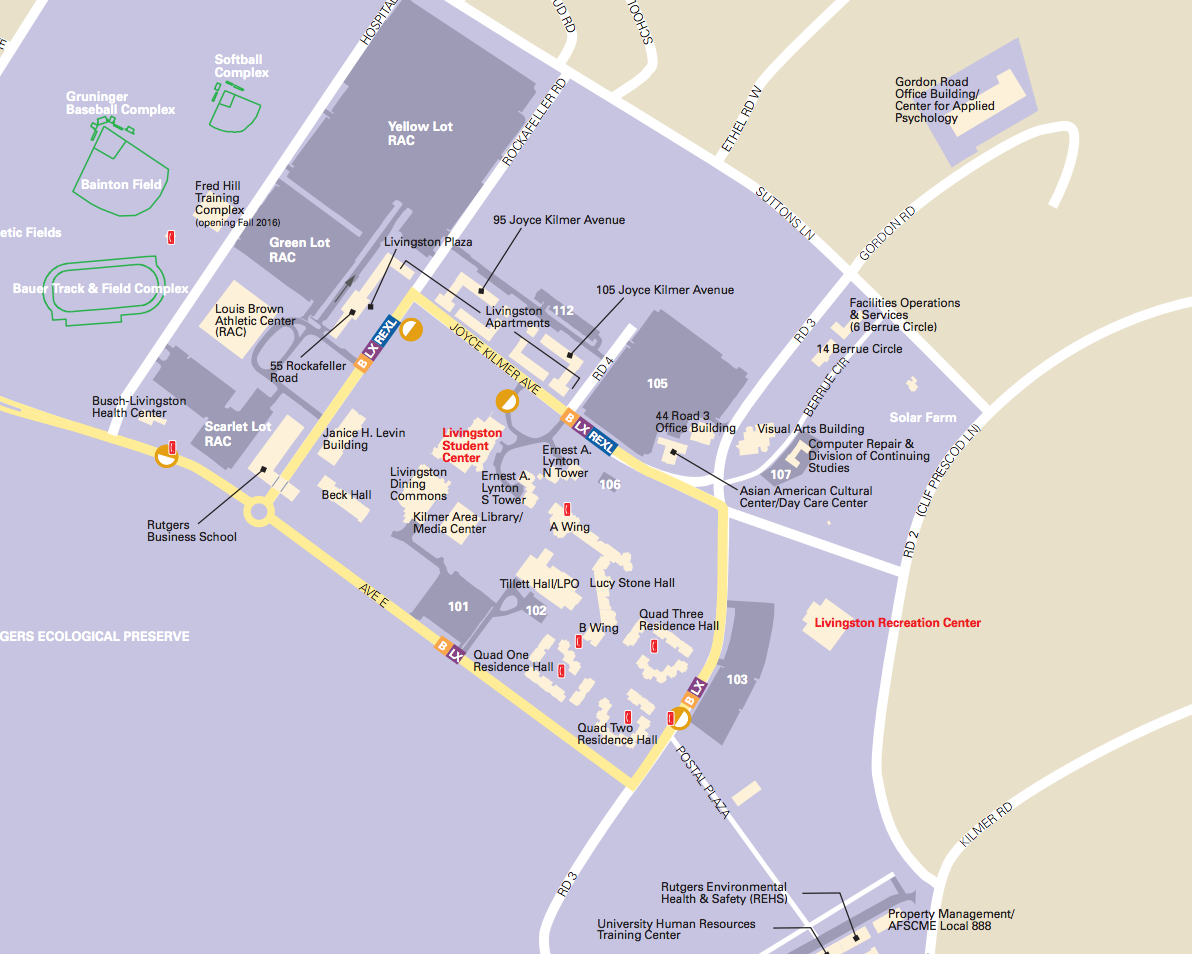 HOSPITAL
UD RD
SCHOOL
Softball
Complex
Gruninger
Baseball Complex
Bainton Field
Yellow Lot
RAC
ROCKAFELLER RD
ETHEL RD W
Gordon Road
Office Building/
Center for Applied
Psychology
Fred Hill
Training
Complex
(opening Fall 2016)
etic Fields
Green Lot
RAC
95 Joyce Kilmer Avenue
Livingston Plaza
SUTTONS LN
GORDON RD
Bauer Track & Field Complex
Louis Brown
Athletic Center
(RAC)
105 Joyce Kilmer Avenue
Livingston
Apartments
112
Facilities Operations
& Services
(6 Berrue Circle)
RD 3
14 Berrue Circle
B LX REXL
JOYCE KILMER AVE
55 Rockafeller
Road
RD 4
105
BERRUE CIR
Busch-Livingston
Health Center
Scarlet Lot
RAC
Janice H. Levin
Building
Livingston
Student
Center
B LX REXL
44 Road 3
Office Building
Visual Arts Building
Solar Farm
Computer Repair &
Division of Continuing
Studies
107
Ernest A.
Lynton
N Tower
Ernest A.
Lynton
S Tower
106
Livingston
Dining
Commons
Beck Hall
Asian American Cultural
Center/Day Care Center
Rutgers
Business School
Kilmer Area Library/
Media Center
A Wing
RD 2 (CLIF PRESCOD LN)
AVE E
Tillett Hall/LPO
Lucy Stone Hall
101
102
Quad Three
Residence Hall
B Wing
Livingston Recreation Center
GERS ECOLOGICAL PRESERVE
B LX
Quad One
Residence Hall
103
B LX
Quad Two
Residence Hall
POSTAL PLAZA
KILMER RD
RD 3
Rutgers Environmental
Health & Safety (REHS)
University Human Resources
Training Center
Property Management/
AFSCME Local 888